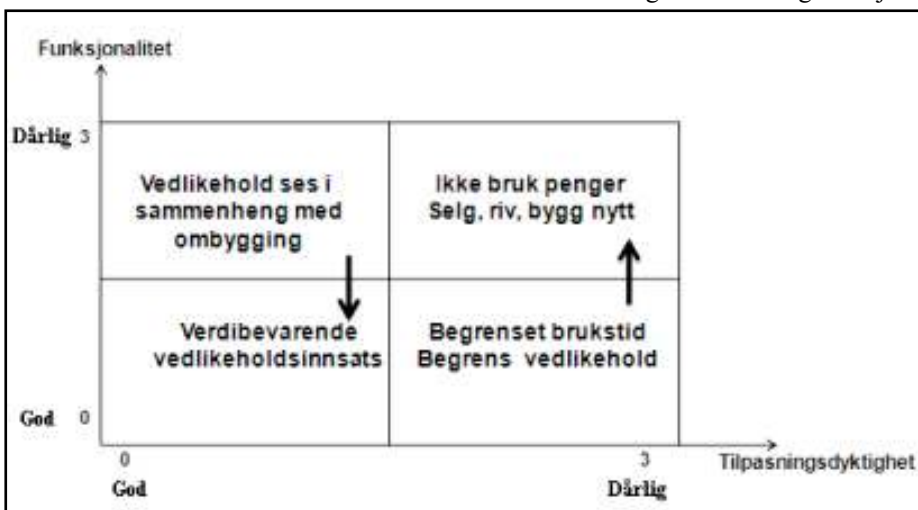 Funksjonalitet
Dårlig 3
Vedlikehold ses i
sammenheng med
ombygging
Ikke bruk penger
Selg, riv, bygg nytt
Verdibevarende
vedlikeholdsinnsats
Begrenset brukstid
Begrens vedlikehold
God 0
0
3
Tilpasningsdyktighet
God
Dårlig